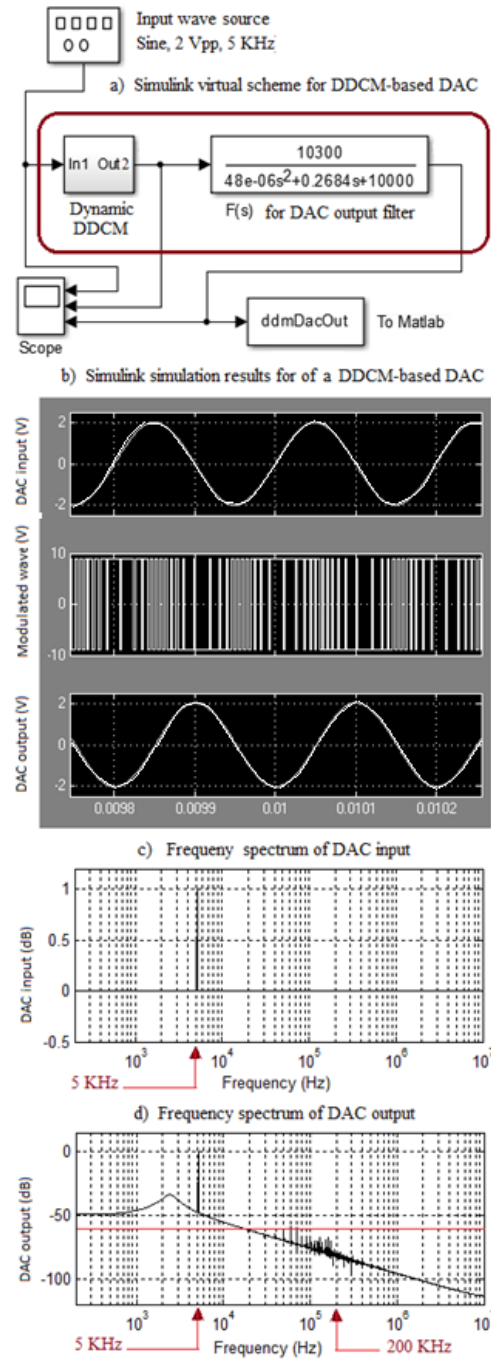 Input wave source
Sine, 2 Vpp, 5 KHz
a) Simulink virtual scheme for DDCM-based DAC
In1 Out2
10300
48e-06s²+0.2684s+10000
Dynamic
DDCM
F(s) for DAC output filter
ddmDacOut
To Matlab
Scope
b) Simulink simulation results for of a DDCM-based DAC
DAC input (V)
2
0
-2
Modulated wave (V)
10
0
-10
DAC output (V)
2
0
-2
0.0098 0.0099 0.01 0.0101 0.0102
c) Frequeny spectrum of DAC input
DAC input (dB)
1
0.5
0
-0.5
10³ 10⁴ 10⁵ 10⁶ 10⁷
5 KHz
Frequency (Hz)
d) Frequency spectrum of DAC output
DAC output (dB)
0
-50
-100
10³ 10⁴ 10⁵ 10⁶ 10⁷
5 KHz
Frequency (Hz)
200 KHz